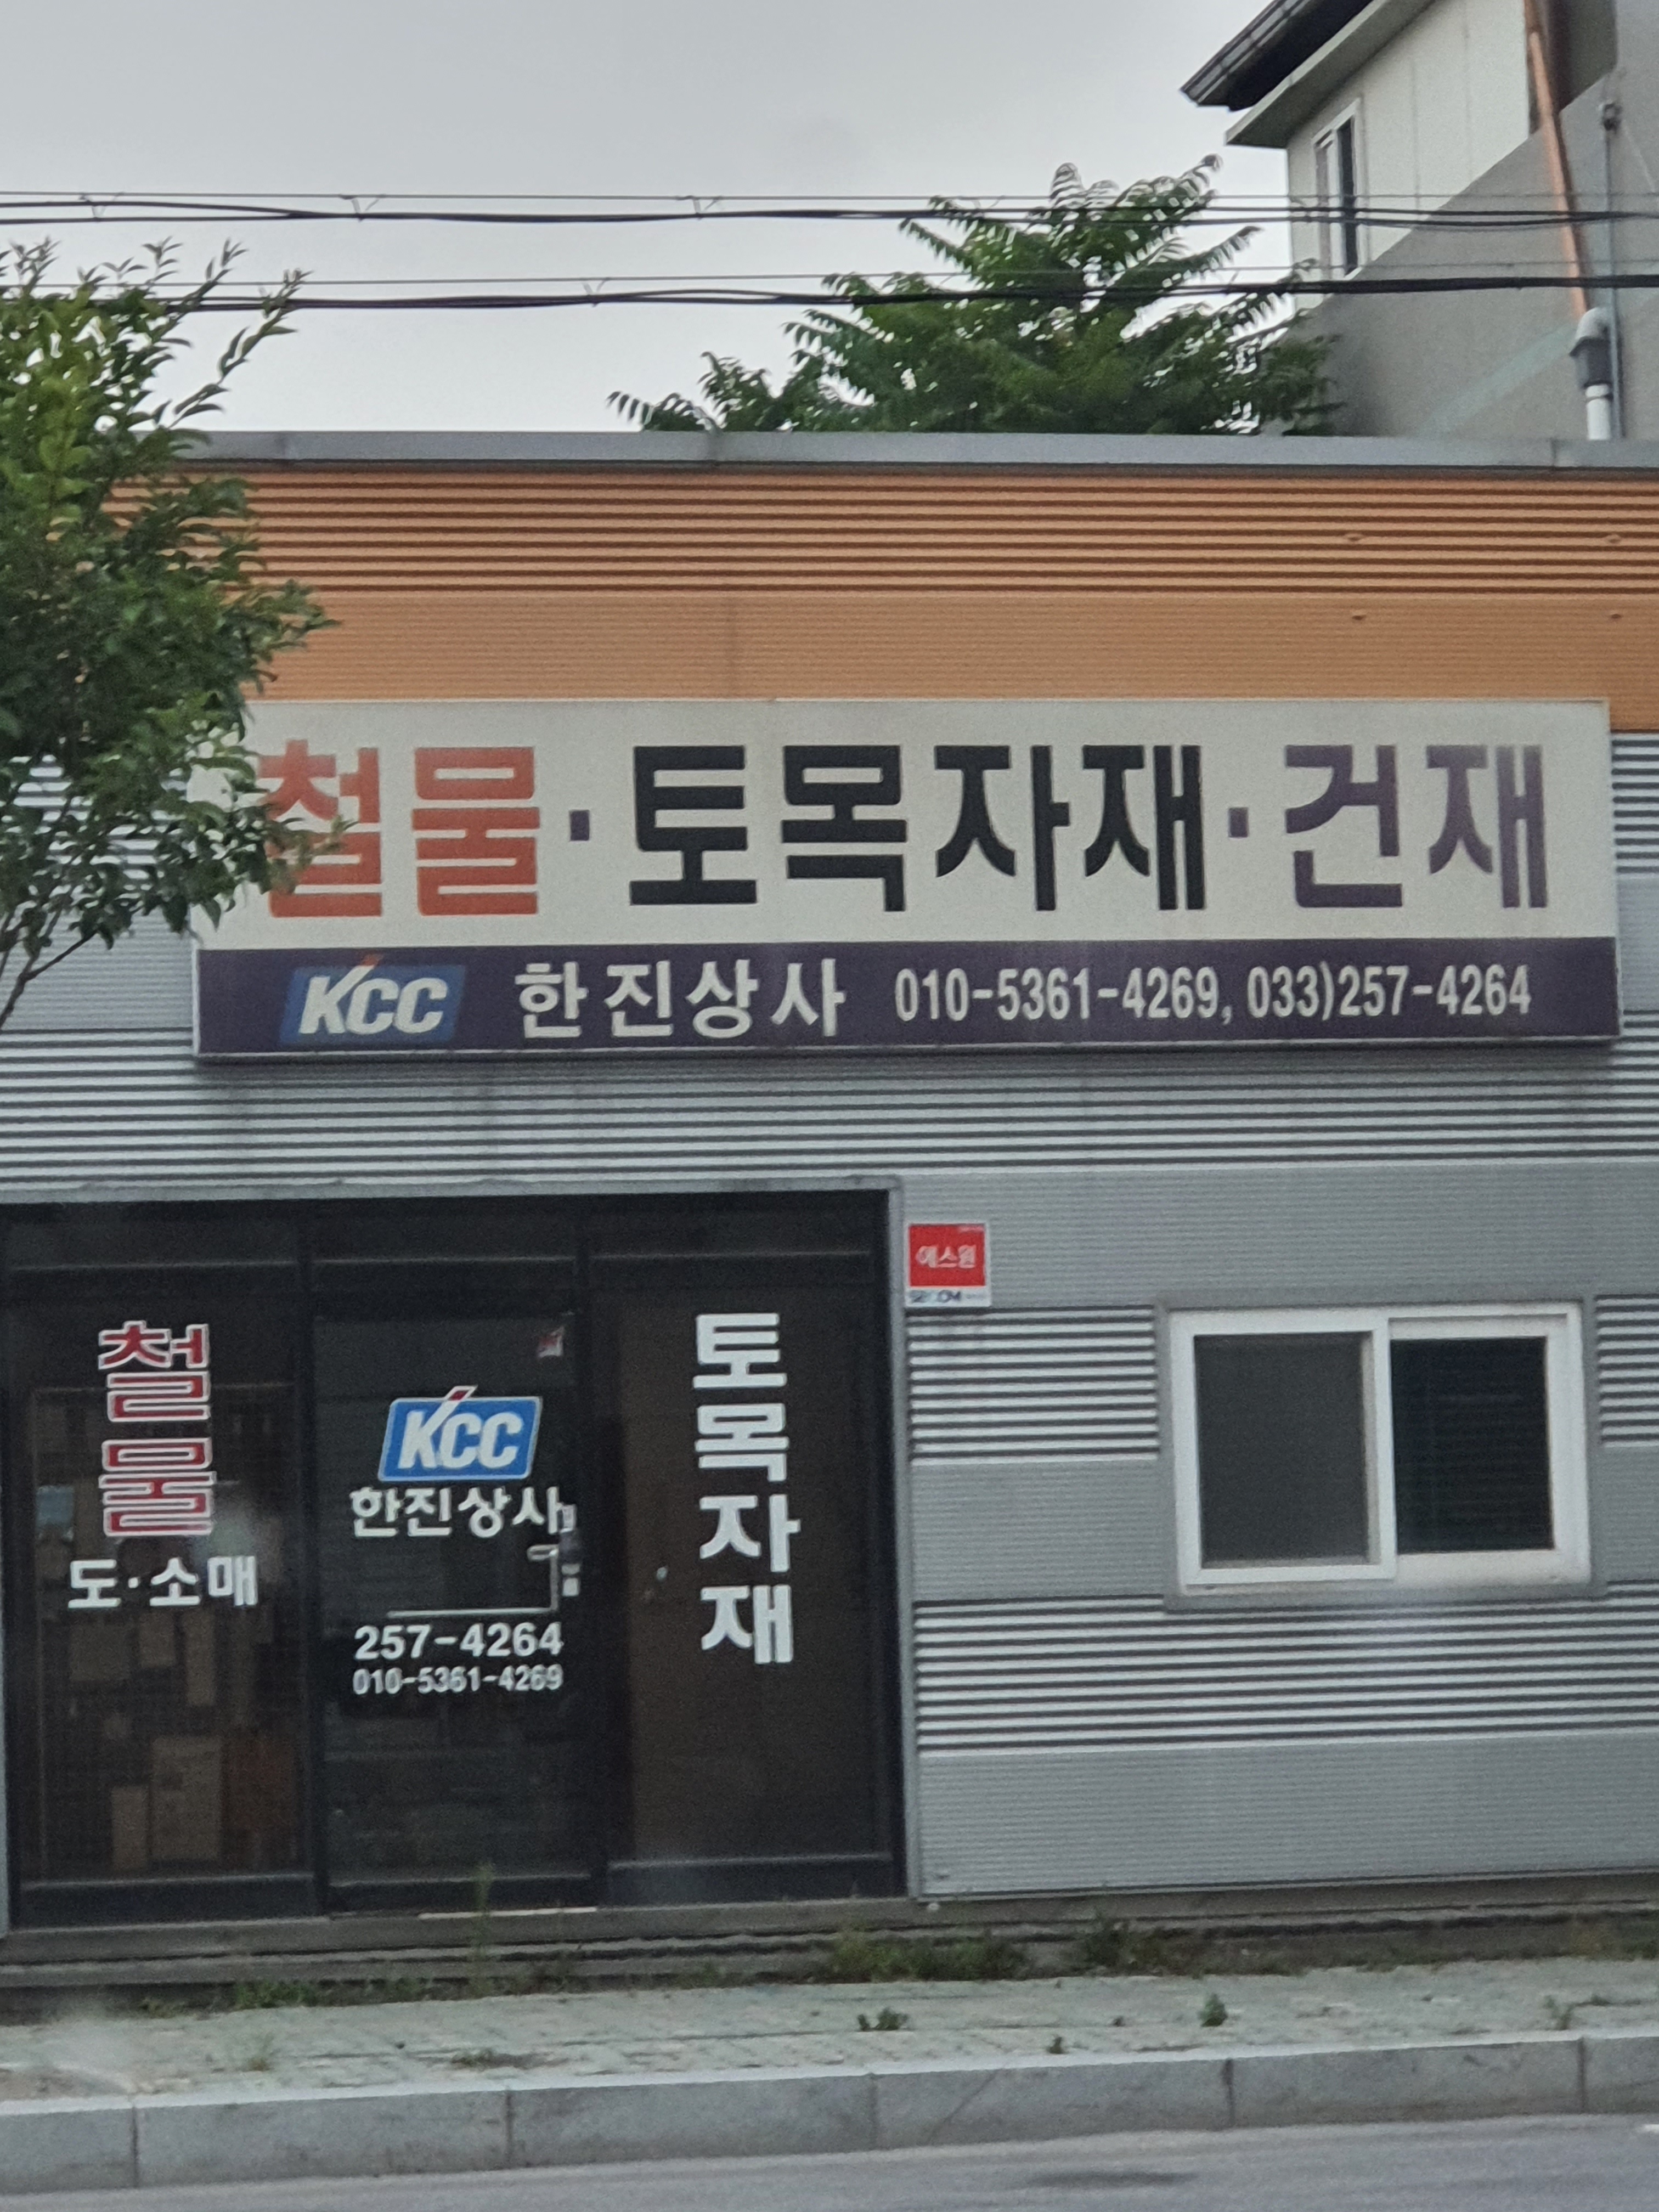 철물·토목자재·건재
KCC 한진상사 010-5361-4269, 033)257-4264
에스원
SECOM
철물
도·소매
KCC
한진상사
257-4264
010-5361-4269
토목자재